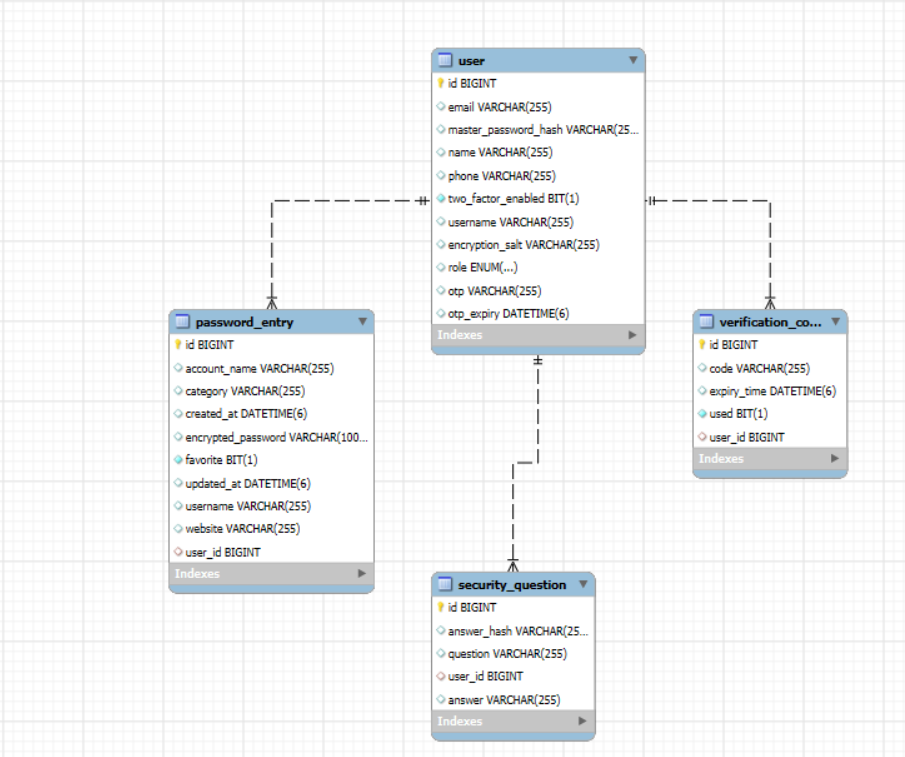 user
id BIGINT
email VARCHAR(255)
master_password_hash VARCHAR(25...
name VARCHAR(255)
phone VARCHAR(255)
two_factor_enabled BIT(1)
username VARCHAR(255)
encryption_salt VARCHAR(255)
role ENUM(...)
otp VARCHAR(255)
otp_expiry DATETIME(6)
Indexes
password_entry
id BIGINT
account_name VARCHAR(255)
category VARCHAR(255)
created_at DATETIME(6)
encrypted_password VARCHAR(100...
favorite BIT(1)
updated_at DATETIME(6)
username VARCHAR(255)
website VARCHAR(255)
user_id BIGINT
Indexes
verification_co...
id BIGINT
code VARCHAR(255)
expiry_time DATETIME(6)
used BIT(1)
user_id BIGINT
Indexes
security_question
id BIGINT
answer_hash VARCHAR(25...
question VARCHAR(255)
user_id BIGINT
answer VARCHAR(255)
Indexes